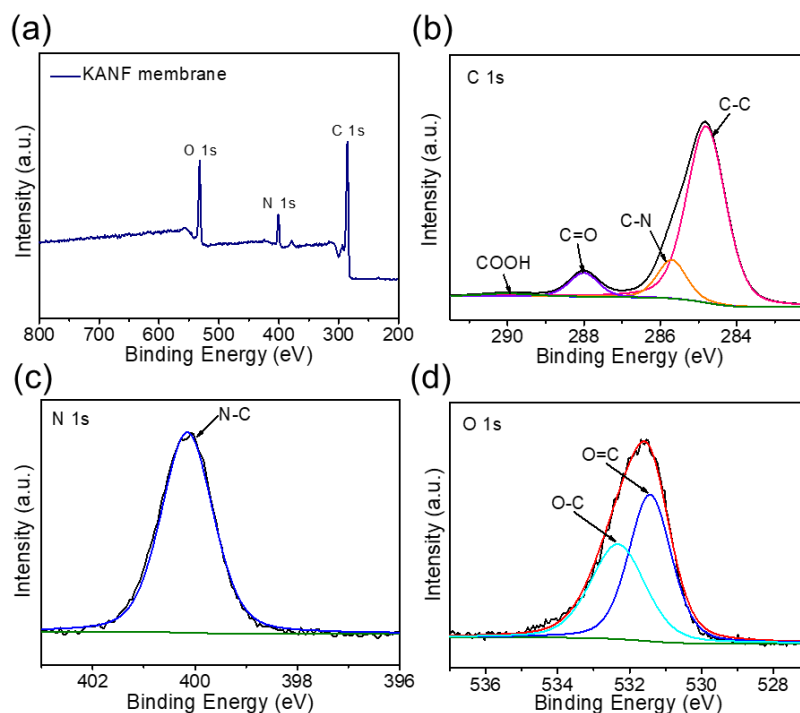 (a)
KANF membrane
O 1s
N 1s
C 1s
Intensity (a.u.)
800 700 600 500 400 300 200
Binding Energy (eV)
(b)
C 1s
C-C
C-N
C=O
COOH
Intensity (a.u.)
290 288 286 284
Binding Energy (eV)
(c)
N 1s
N-C
Intensity (a.u.)
402 400 398 396
Binding Energy (eV)
(d)
O 1s
O=C
O-C
Intensity (a.u.)
536 534 532 530 528
Binding Energy (eV)